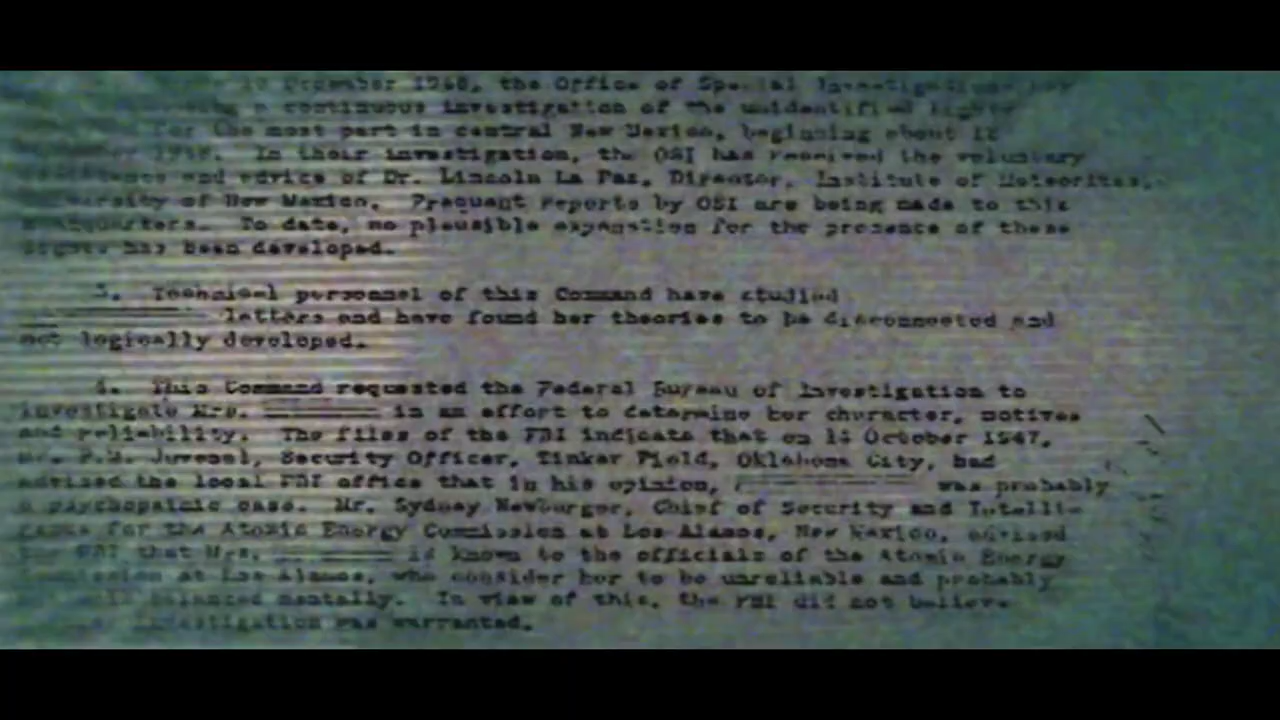 December 1948, the Office of Special Investigations
a continuous investigation of the unidentified lights
for the most part in central New Mexico, beginning about
In their investigation, the OSI has received the voluntary
and advice of Dr. Lincoln La Paz, Director, Institute of Meteorites,
University of New Mexico. Frequent reports by OSI are being made to this
Headquarters. To date, no plausible expanation for the presence of these
lights has been developed.
3. Technical personnel of this Command have studied
letters and have found her theories to be disconnected and
not logically developed.
4. This Command requested the Federal Bureau of Investigation to
investigate Mrs. in an effort to determine her character, motives
and reliability. The files of the FBI indicate that on October 1947,
Mr. Security Officer, Tinker Field, Oklahoma City, had
advised the local FBI office that in his opinion, was probably
a psychopathic case. Mr. Sydney Newburger, Chief of Security and Intelli-
gence for the Atomic Energy Commission at Los Alamos, New Mexico, advised
the FBI that Mrs. is known to the officials of the Atomic Energy
Commission at Los Alamos, who consider her to be unreliable and probably
balanced mentally. In view of this, the FBI did not believe
investigation was warranted.